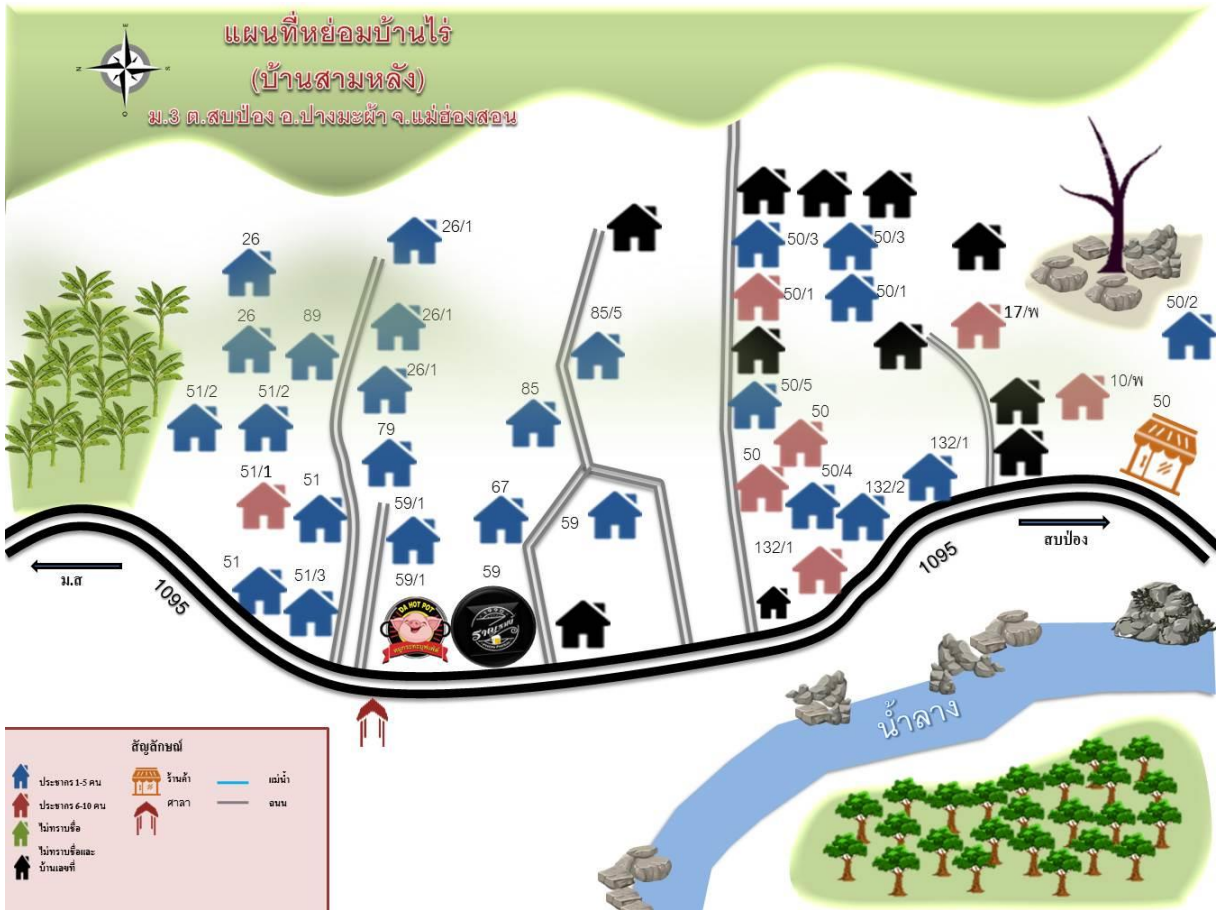 แผนที่หย่อมบ้านไร่
(บ้านสามหลัง)
ม.3 ต.สบป่อง อ.ปางมะผ้า จ.แม่ฮ่องสอน
26
26/1
26
89
26/1
26/1
51/2
51/2
79
51/1
51
59/1
51
51/3
59/1
59
85/5
85
67
59
50/3
50/3
50/1
50/1
50/5
50
50
50/4
132/2
132/1
132/1
17/พ
10/พ
50/2
50
ม.ส
1095
1095
สบป่อง
DA HOT POT
น้ำลาง
สัญลักษณ์
ประชากร 1-5 คน
ประชากร 6-10 คน
ไม่ทราบชื่อ
ไม่ทราบชื่อและ
บ้านเลขที่
ร้านค้า
ศาลา
แม่น้ำ
ถนน